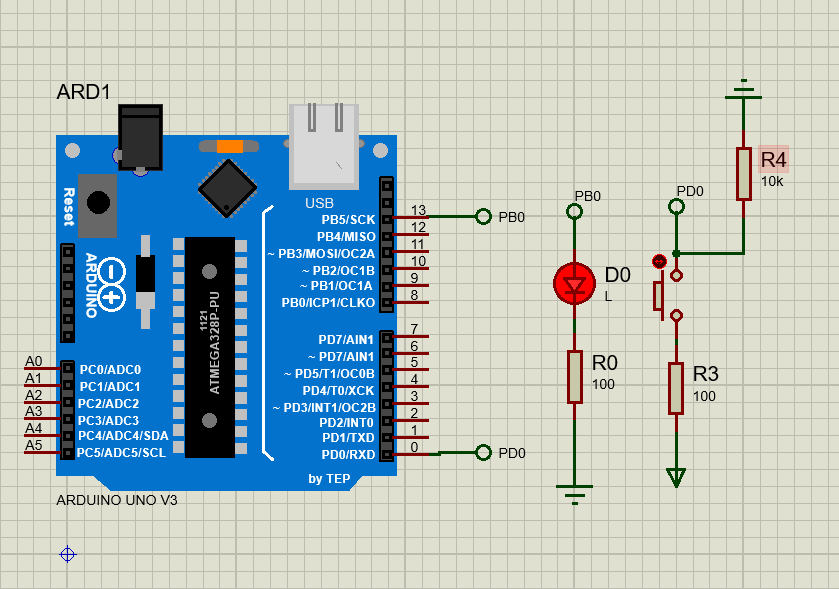 ARD1
Reset
USB
ARDUINO
1121
ATMEGA328P-PU
PB5/SCK 13
PB4/MISO 12
~ PB3/MOSI/OC2A 11
~ PB2/OC1B 10
~ PB1/OC1A 9
PB0/ICP1/CLKO 8
PD7/AIN1 7
~ PD7/AIN1 6
~ PD5/T1/OC0B 5
PD4/T0/XCK 4
~ PD3/INT1/OC2B 3
PD2/INT0 2
PD1/TXD 1
PD0/RXD 0
A0 PC0/ADC0
A1 PC1/ADC1
A2 PC2/ADC2
A3 PC3/ADC3
A4 PC4/ADC4/SDA
A5 PC5/ADC5/SCL
by TEP
ARDUINO UNO V3
PB0
PD0
PB0
D0
L
R0
100
PD0
R3
100
R4
10k